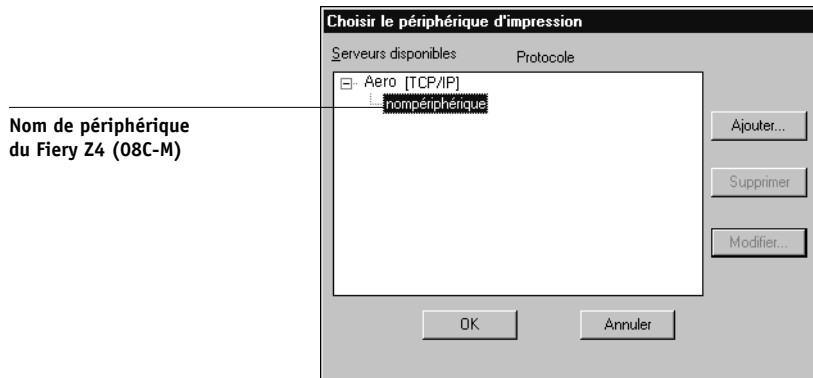 Choisir le périphérique d'impression
Serveurs disponibles Protocole
Aero [TCP/IP]
nompériphérique
Nom de périphérique
du Fiery Z4 (08C-M)
Ajouter...
Supprimer
Modifier...
OK Annuler